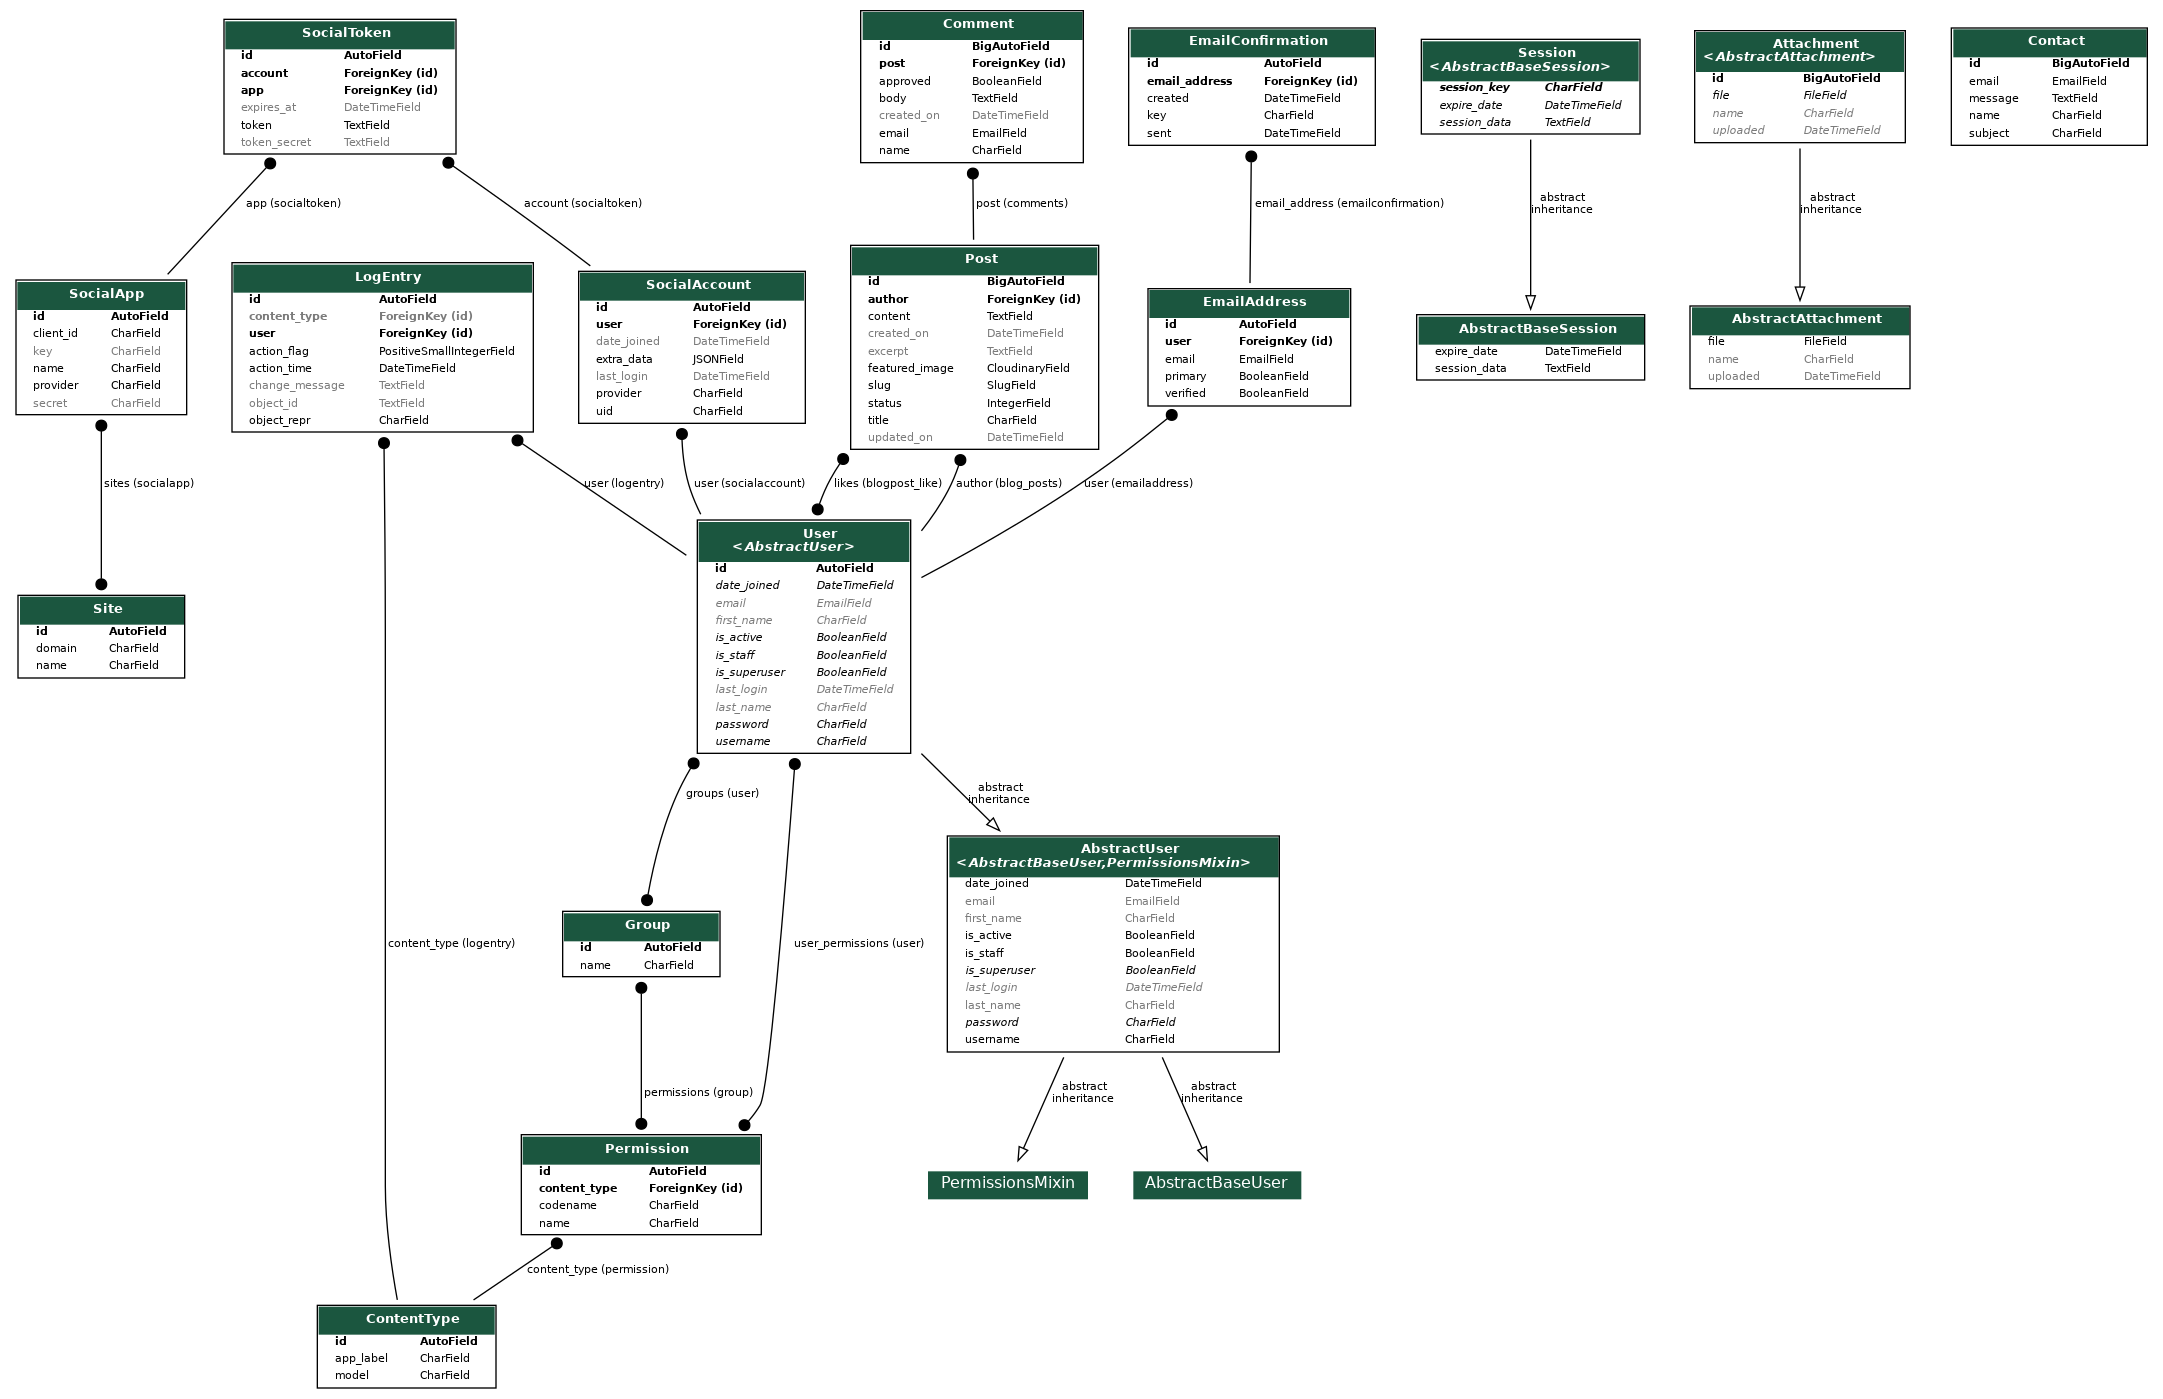 SocialToken
id AutoField
account ForeignKey (id)
app ForeignKey (id)
expires_at DateTimeField
token TextField
token_secret TextField
Comment
id BigAutoField
post ForeignKey (id)
approved BooleanField
body TextField
created_on DateTimeField
email EmailField
name CharField
EmailConfirmation
id AutoField
email_address ForeignKey (id)
created DateTimeField
key CharField
sent DateTimeField
Session
<AbstractBaseSession>
session_key CharField
expire_date DateTimeField
session_data TextField
Attachment
<AbstractAttachment>
id BigAutoField
file FileField
name CharField
uploaded DateTimeField
Contact
id BigAutoField
email EmailField
message TextField
name CharField
subject CharField
app (socialtoken)
account (socialtoken)
post (comments)
email_address (emailconfirmation)
abstract
inheritance
abstract
inheritance
SocialApp
id AutoField
client_id CharField
key CharField
name CharField
provider CharField
secret CharField
LogEntry
id AutoField
content_type ForeignKey (id)
user ForeignKey (id)
action_flag PositiveSmallIntegerField
action_time DateTimeField
change_message TextField
object_id TextField
object_repr CharField
SocialAccount
id AutoField
user ForeignKey (id)
date_joined DateTimeField
extra_data JSONField
last_login DateTimeField
provider CharField
uid CharField
Post
id BigAutoField
author ForeignKey (id)
content TextField
created_on DateTimeField
excerpt TextField
featured_image CloudinaryField
slug SlugField
status IntegerField
title CharField
updated_on DateTimeField
EmailAddress
id AutoField
user ForeignKey (id)
email EmailField
primary BooleanField
verified BooleanField
AbstractBaseSession
expire_date DateTimeField
session_data TextField
AbstractAttachment
file FileField
name CharField
uploaded DateTimeField
sites (socialapp)
user (logentry)
user (socialaccount)
likes (blogpost_like)
author (blog_posts)
user (emailaddress)
Site
id AutoField
domain CharField
name CharField
User
<AbstractUser>
id AutoField
date_joined DateTimeField
email EmailField
first_name CharField
is_active BooleanField
is_staff BooleanField
is_superuser BooleanField
last_login DateTimeField
last_name CharField
password CharField
username CharField
groups (user)
abstract
inheritance
AbstractUser
<AbstractBaseUser,PermissionsMixin>
date_joined DateTimeField
email EmailField
first_name CharField
is_active BooleanField
is_staff BooleanField
is_superuser BooleanField
last_login DateTimeField
last_name CharField
password CharField
username CharField
Group
id AutoField
name CharField
content_type (logentry)
user_permissions (user)
permissions (group)
abstract
inheritance
abstract
inheritance
Permission
id AutoField
content_type ForeignKey (id)
codename CharField
name CharField
PermissionsMixin
AbstractBaseUser
content_type (permission)
ContentType
id AutoField
app_label CharField
model CharField